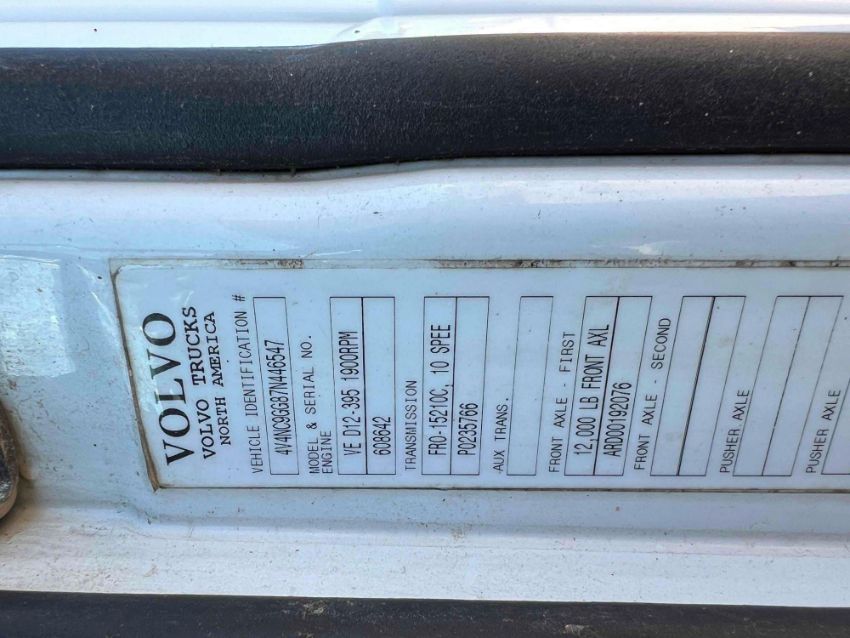 VOLVO
VOLVO TRUCKS
NORTH AMERICA
VEHICLE IDENTIFICATION #
4V4NC9GG87N446547
MODEL & SERIAL NO.
ENGINE
VE D12-395 1900RPM
608642
TRANSMISSION
FRO-15210C, 10 SPEE
P0235766
AUX TRANS.
FRONT AXLE - FIRST
12,000 LB FRONT AXL
ARD00192076
FRONT AXLE - SECOND
PUSHER AXLE
PUSHER AXLE